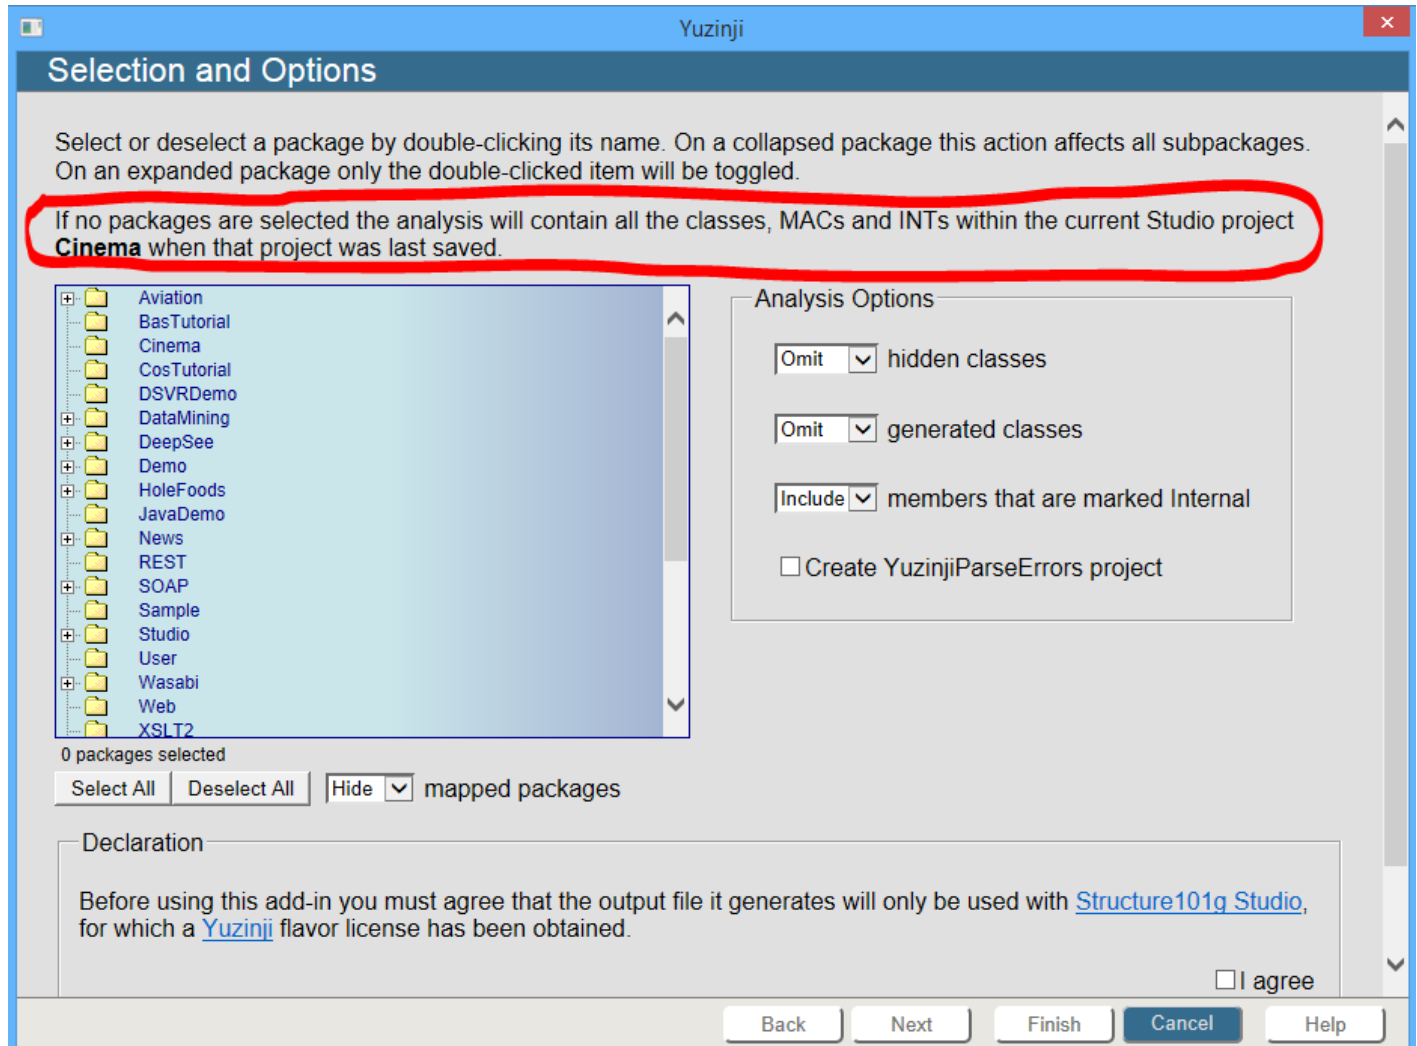 Yuzinji
Selection and Options
Select or deselect a package by double-clicking its name. On a collapsed package this action affects all subpackages.
On an expanded package only the double-clicked item will be toggled.
If no packages are selected the analysis will contain all the classes, MACs and INTs within the current Studio project
Cinema when that project was last saved.
Aviation
BasTutorial
Cinema
CosTutorial
DSVRDemo
DataMining
DeepSee
Demo
HoleFoods
JavaDemo
News
REST
SOAP
Sample
Studio
User
Wasabi
Web
XSLT2
0 packages selected
Select All Deselect All Hide mapped packages
Analysis Options
Omit hidden classes
Omit generated classes
Include members that are marked Internal
Create YuzinjiParseErrors project
Declaration
Before using this add-in you must agree that the output file it generates will only be used with Structure101g Studio,
for which a Yuzinji flavor license has been obtained.
I agree
Back Next Finish Cancel Help